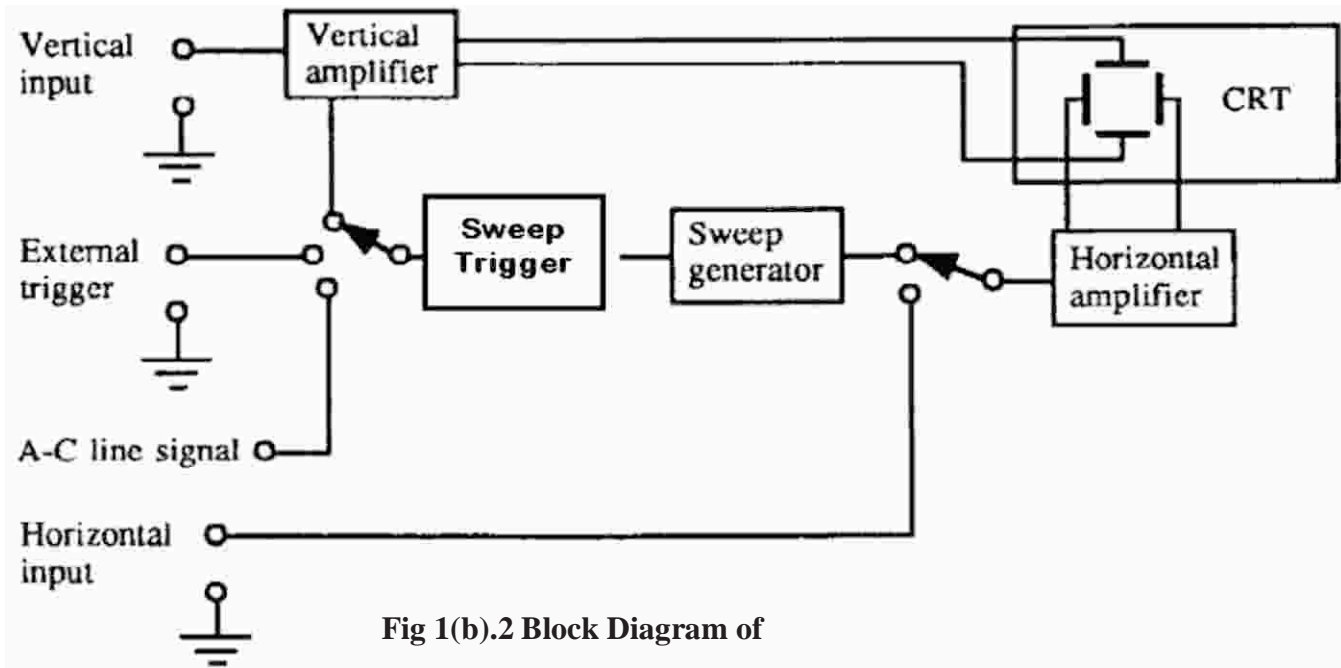 Vertical
input
Vertical
amplifier
CRT
External
trigger
Sweep
Trigger
Sweep
generator
Horizontal
amplifier
A-C line signal
Horizontal
input
Fig 1(b).2 Block Diagram of